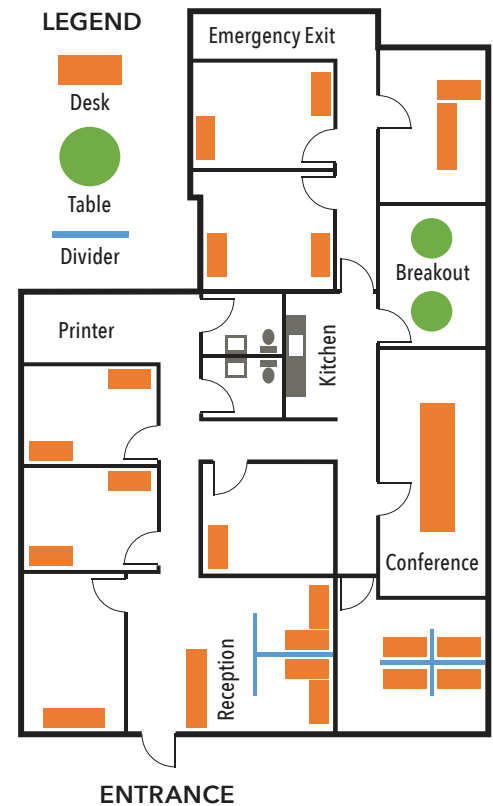 LEGEND
Desk
Table
Divider
Emergency Exit
Breakout
Printer
Kitchen
Conference
Reception
ENTRANCE